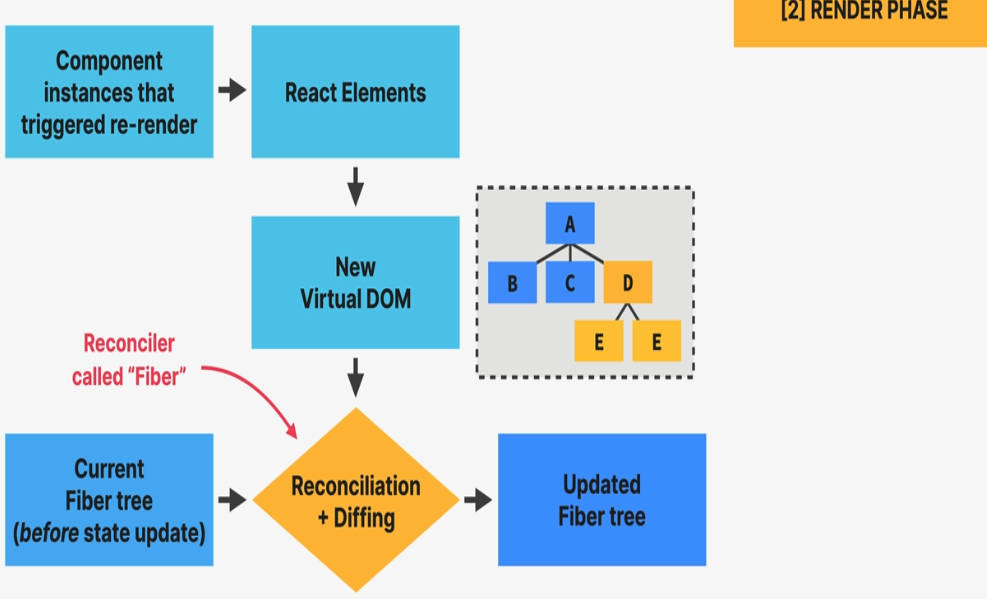 [2] RENDER PHASE
Component
instances that
triggered re-render
React Elements
New
Virtual DOM
A
B
C
D
E
E
Reconciler
called “Fiber”
Current
Fiber tree
(before state update)
Reconciliation
+ Diffing
Updated
Fiber tree